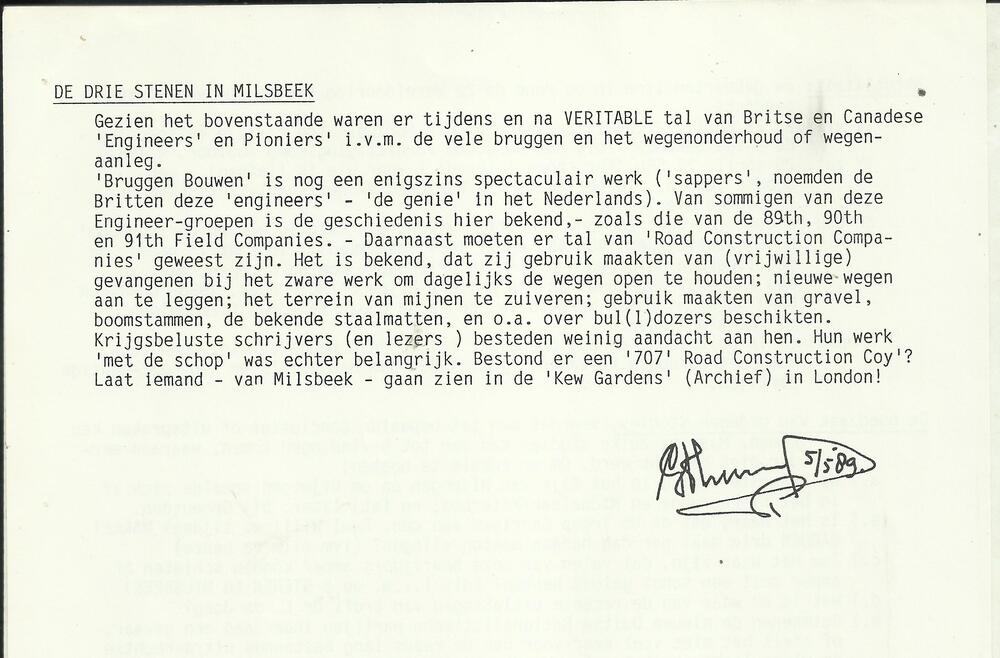 DE DRIE STENEN IN MILSBEEK
Gezien het bovenstaande waren er tijdens en na VERITABLE tal van Britse en Canadese
'Engineers' en Pioniers' i.v.m. de vele bruggen en het wegenonderhoud of wegen-
aanleg.
'Bruggen Bouwen' is nog een enigszins spectaculair werk ('sappers', noemden de
Britten deze 'engineers' - 'de genie' in het Nederlands). Van sommigen van deze
Engineer-groepen is de geschiedenis hier bekend,- zoals die van de 89th, 90th
en 91th Field Companies. - Daarnaast moeten er tal van 'Road Construction Compa-
nies' geweest zijn. Het is bekend, dat zij gebruik maakten van (vrijwillige)
gevangenen bij het zware werk om dagelijks de wegen open te houden; nieuwe wegen
aan te leggen; het terrein van mijnen te zuiveren; gebruik maakten van gravel,
boomstammen, de bekende staalmatten, en o.a. over bul(l)dozers beschikten.
Krijgsbeluste schrijvers (en lezers ) besteden weinig aandacht aan hen. Hun werk
'met de schop' was echter belangrijk. Bestond er een '707' Road Construction Coy'?
Laat iemand - van Milsbeek - gaan zien in de 'Kew Gardens' (Archief) in London!
5/5'89.